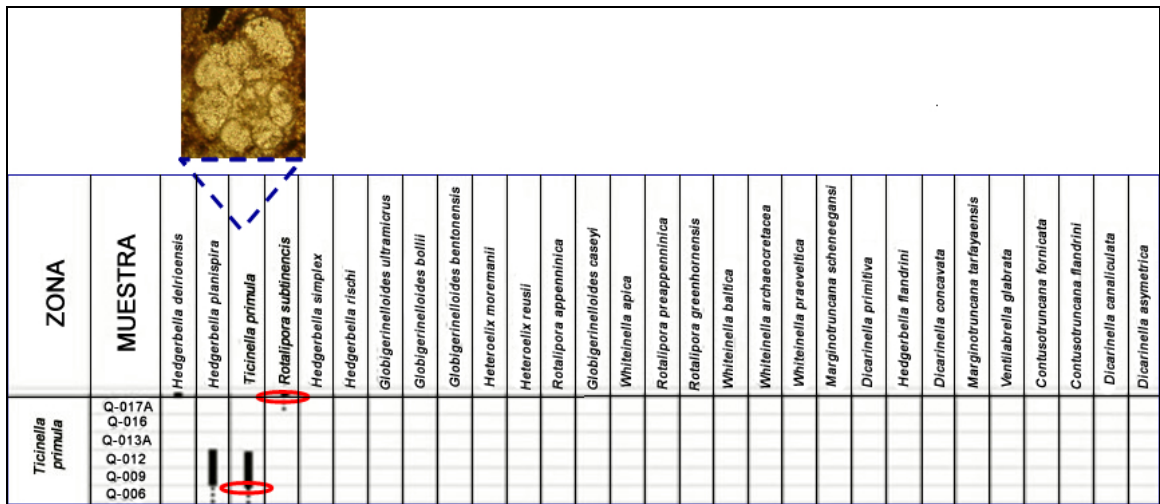 ZONA
MUESTRA
Hedgerbella delrioensis
Hedgerbella planispira
Ticinella primula
Rotalipora subtinencis
Hedgerbella simplex
Hedgerbella rischi
Globigerinelloides ultramicrus
Globigerinelloides bollii
Globigerinelloides bentonensis
Heteroelix moremanii
Heteroelix reusii
Rotalipora appenninica
Globigerinelloides caseyi
Whiteinella apica
Rotalipora preappenninica
Rotalipora greenhornensis
Whiteinella baltica
Whiteinella archaeocretacea
Whiteinella praeveltica
Marginotruncana scheneegansi
Dicarinella primitiva
Hedgerbella flandrini
Dicarinella concavata
Marginotruncana tarfayaensis
Ventilabrella glabrata
Contusotruncana fornicata
Contusotruncana flandrini
Dicarinella canaliculata
Dicarinella asymetrica
Ticinella
primula
Q-017A
Q-016
Q-013A
Q-012
Q-009
Q-006